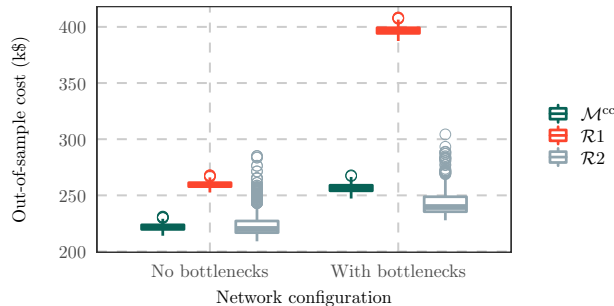 Out-of-sample cost (k$)
400
350
300
250
200
No bottlenecks
With bottlenecks
Network configuration
ℳᶜᶜ
ℛ1
ℛ2